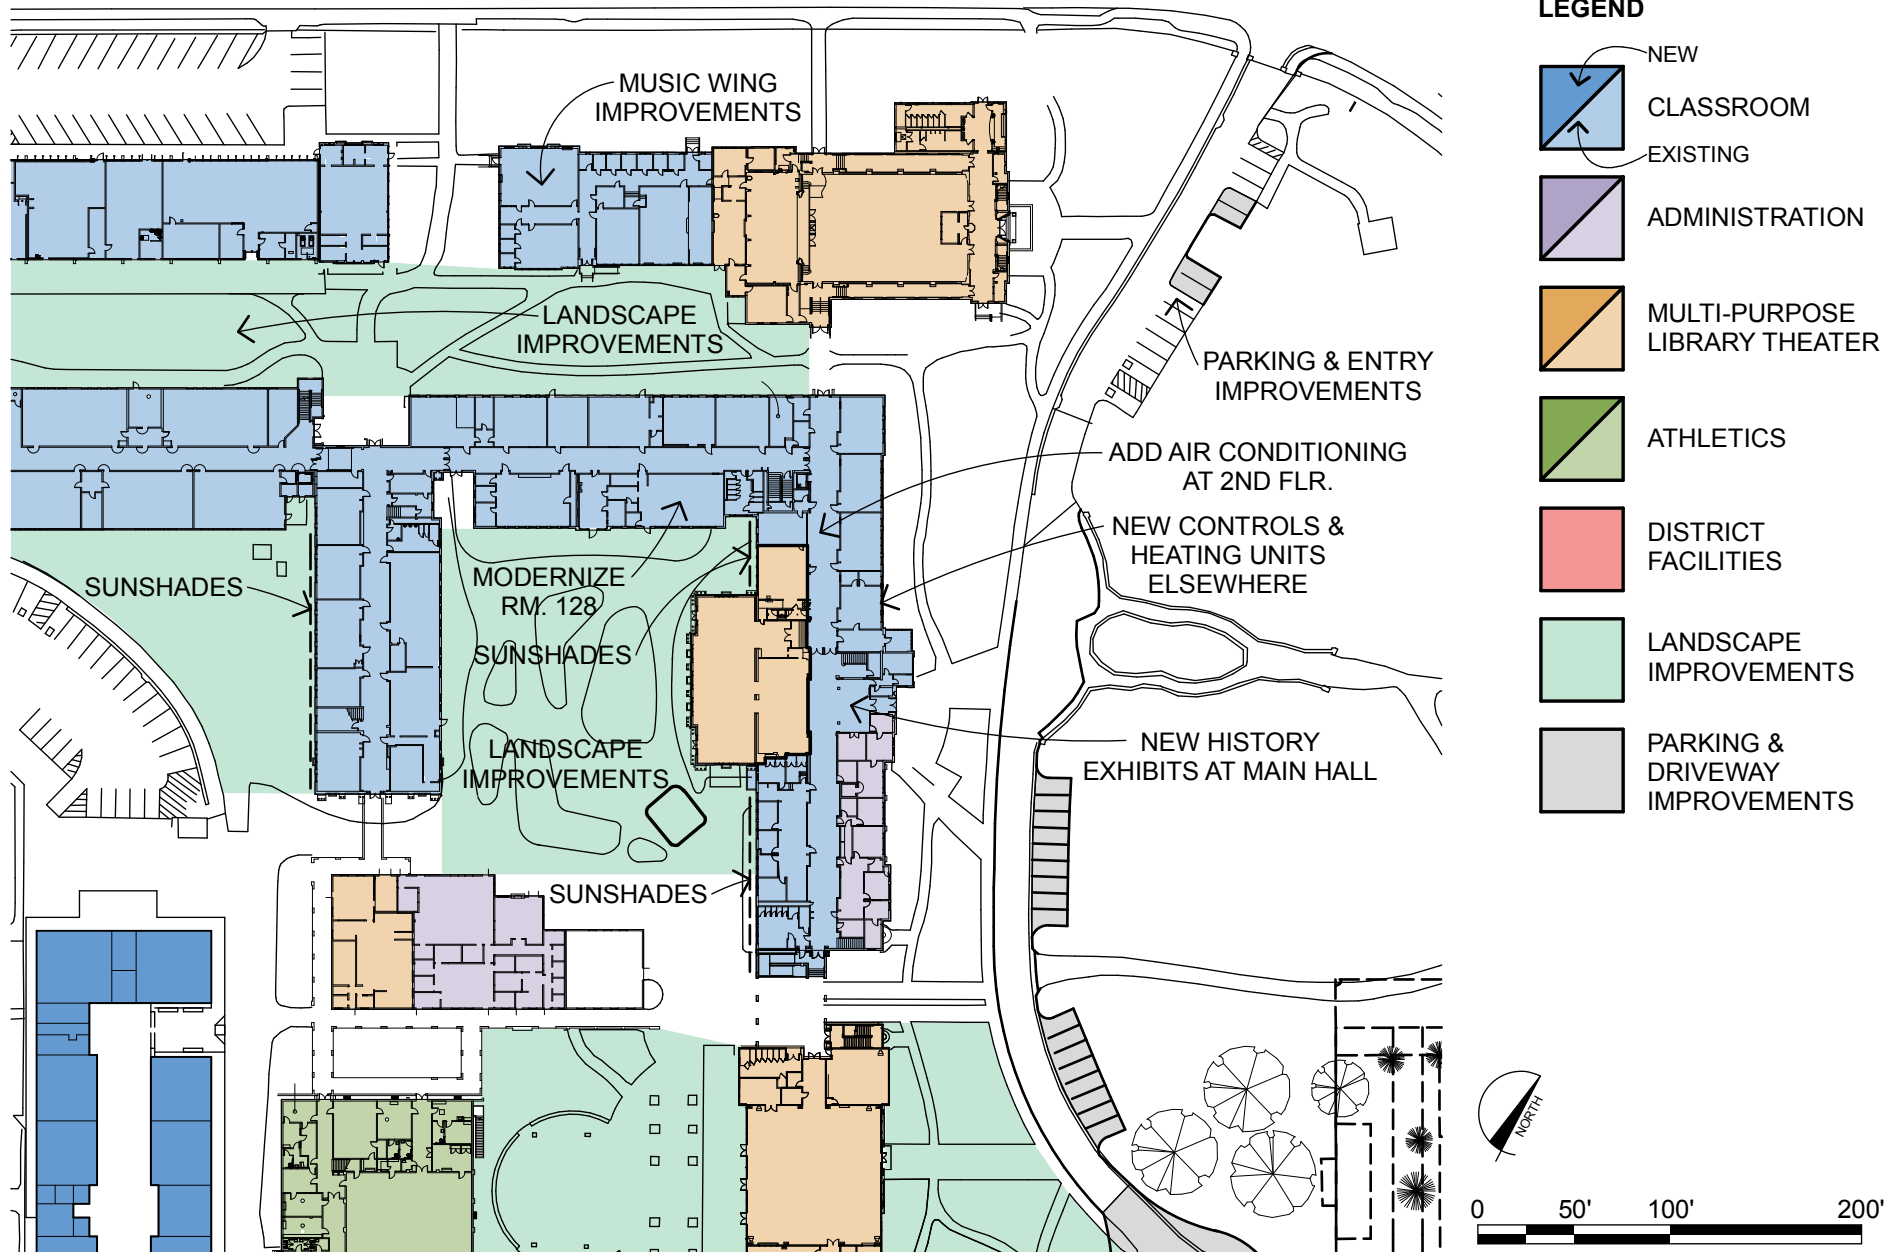 LEGEND
NEW
CLASSROOM
EXISTING
ADMINISTRATION
MULTI-PURPOSE
LIBRARY THEATER
ATHLETICS
DISTRICT
FACILITIES
LANDSCAPE
IMPROVEMENTS
PARKING &
DRIVEWAY
IMPROVEMENTS
MUSIC WING
IMPROVEMENTS
LANDSCAPE
IMPROVEMENTS
PARKING & ENTRY
IMPROVEMENTS
ADD AIR CONDITIONING
AT 2ND FLR.
NEW CONTROLS &
HEATING UNITS
ELSEWHERE
SUNSHADES
MODERNIZE
RM. 128
SUNSHADES
LANDSCAPE
IMPROVEMENTS
NEW HISTORY
EXHIBITS AT MAIN HALL
SUNSHADES
NORTH
0 50' 100' 200'